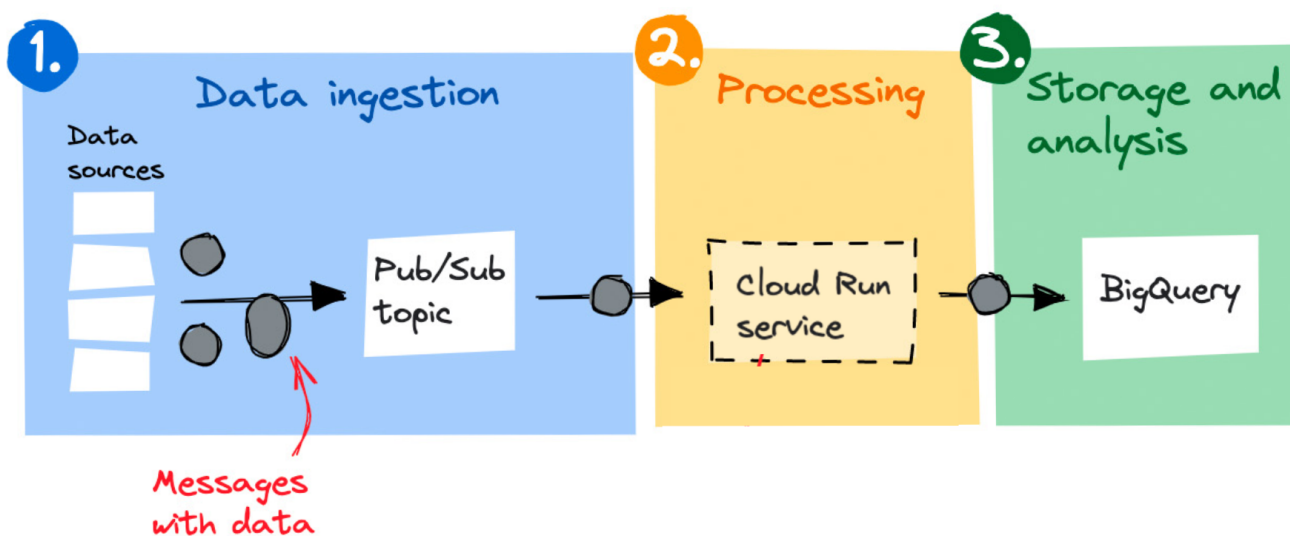 1.
Data ingestion
Data
sources
Pub/Sub
topic
Messages
with data
2.
Processing
Cloud Run
service
3.
Storage and
analysis
BigQuery